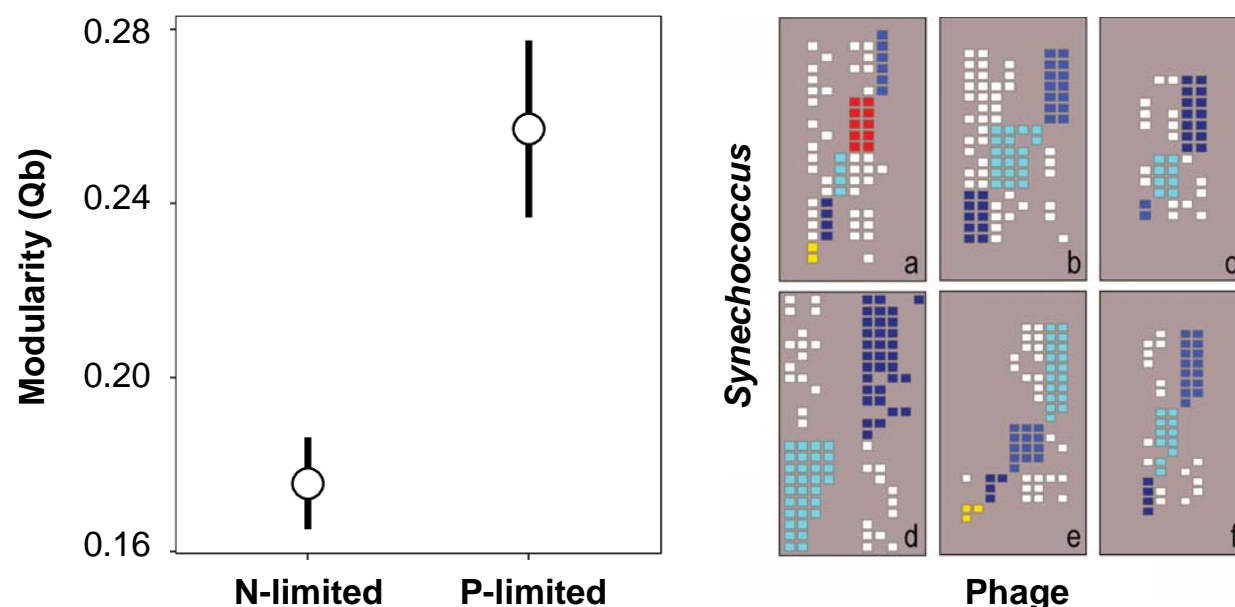 Modularity (Qb)
0.28
0.24
0.20
0.16
N-limited P-limited
Synechococcus
a b c
d e f
Phage